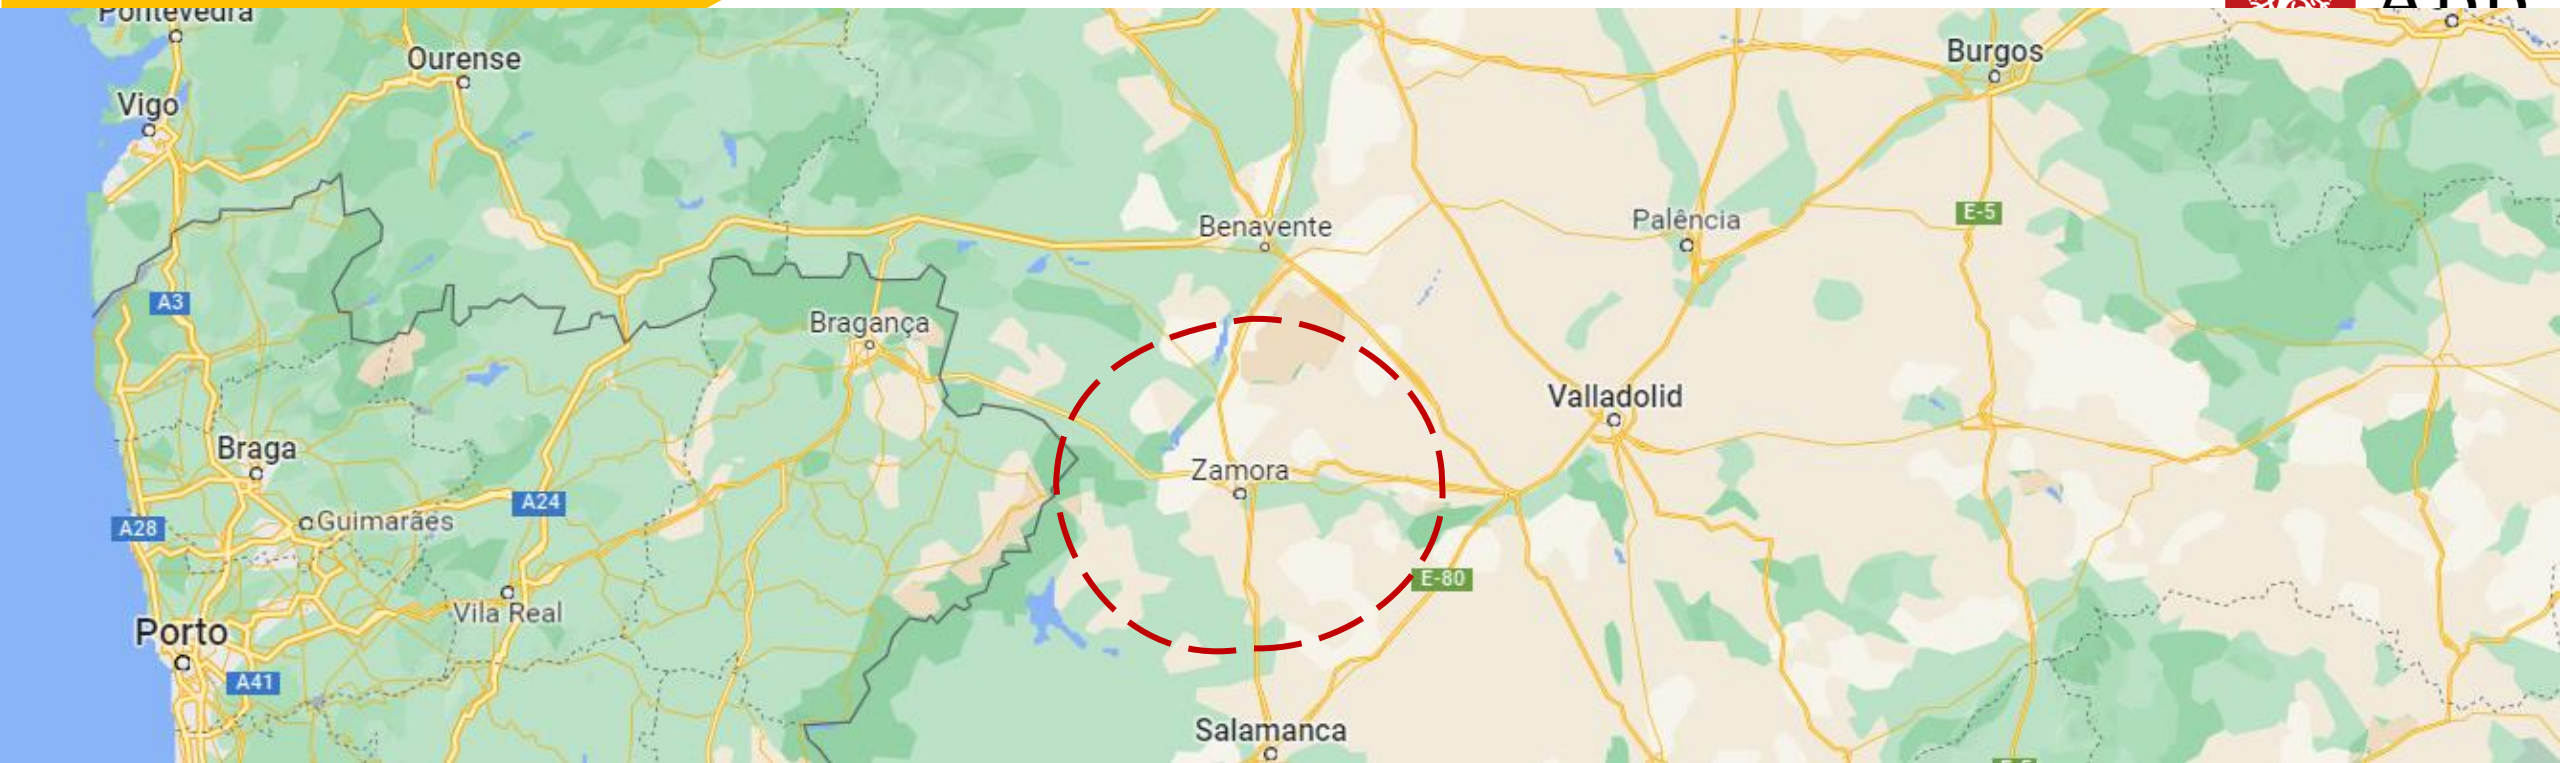 Pontevedra
Ourense
Burgos
Vigo
Benavente
Palência
E-5
A3
Bragança
Valladolid
Braga
Zamora
A24
A28
Guimarães
E-80
Vila Real
Porto
A41
Salamanca